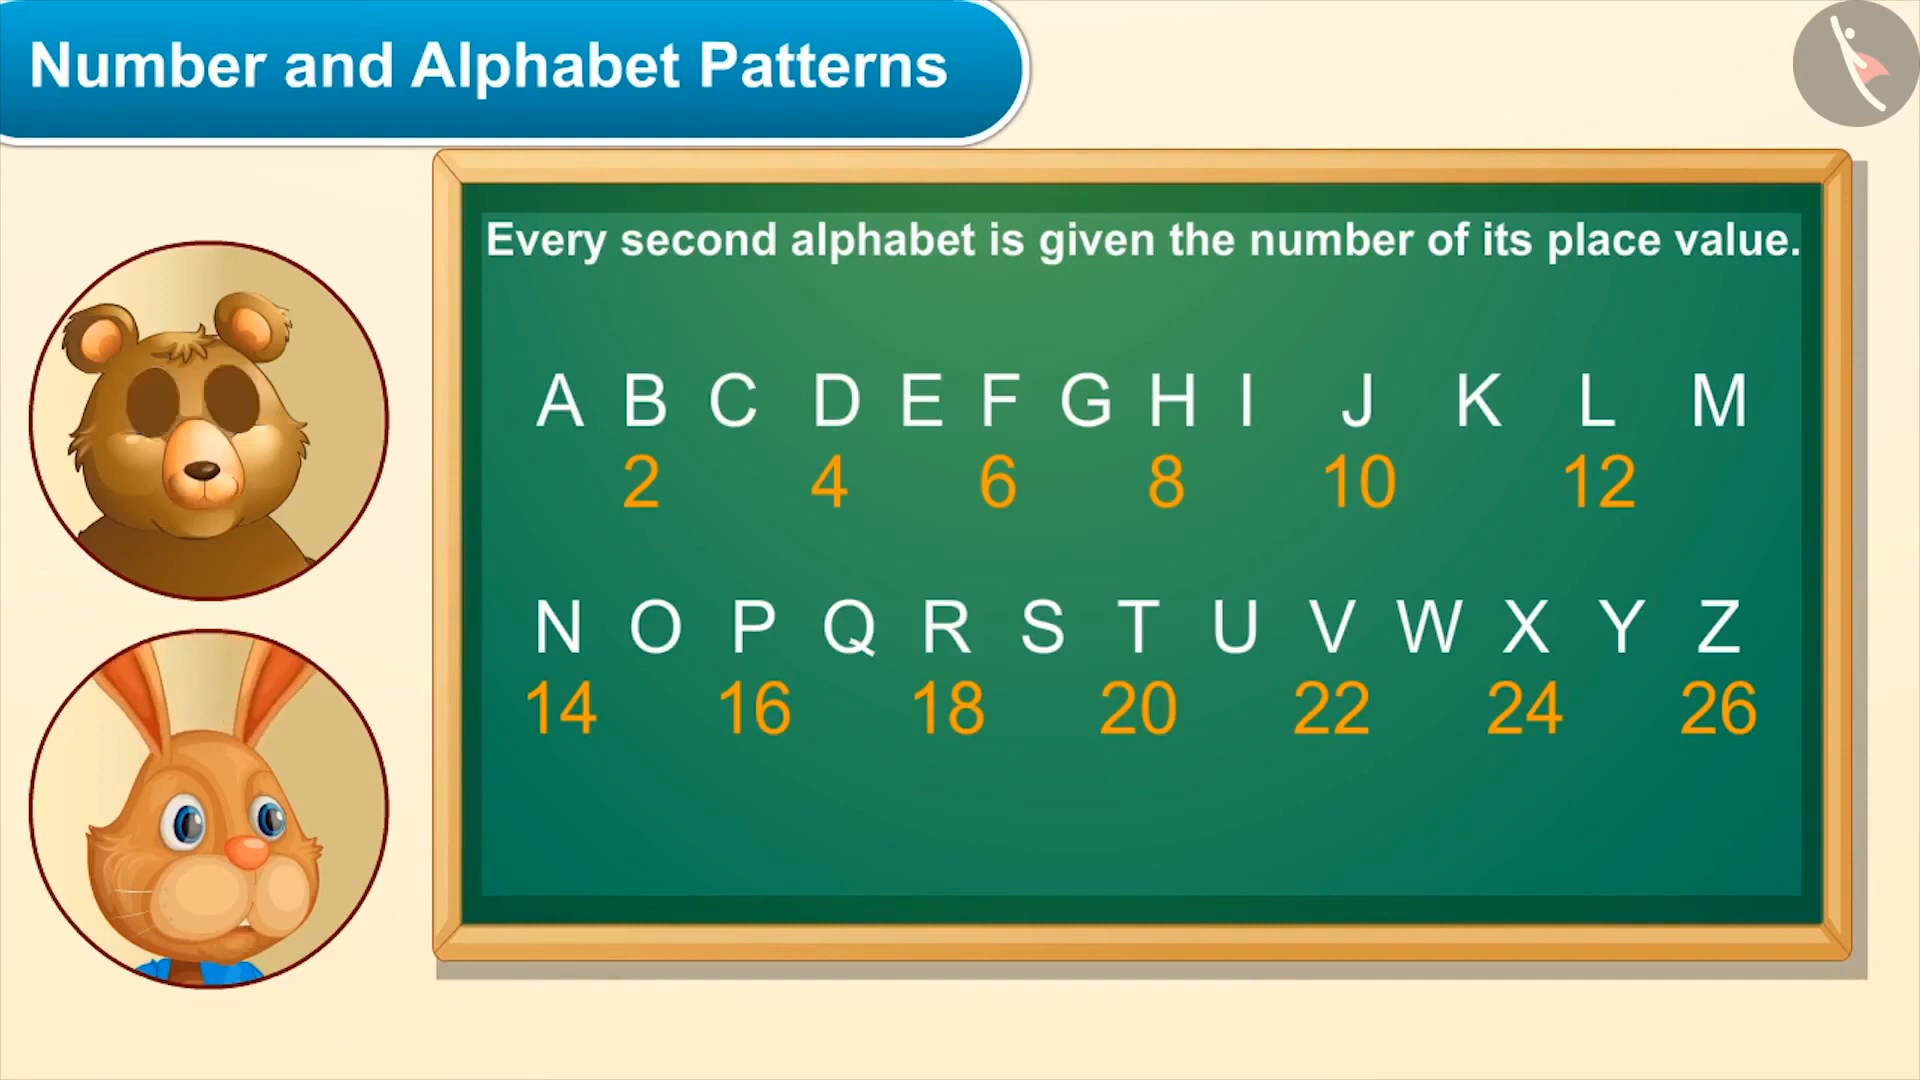 Number and Alphabet Patterns
Every second alphabet is given the number of its place value.
A B C D E F G H I J K L M
2 4 6 8 10 12
N O P Q R S T U V W X Y Z
14 16 18 20 22 24 26